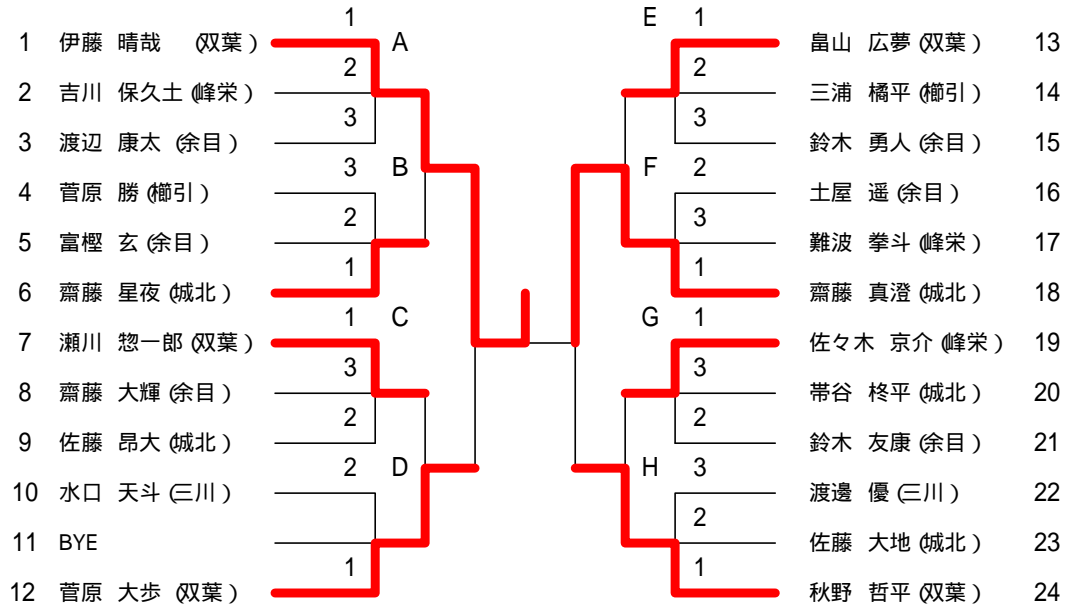 1 E 1
1 伊藤 晴哉 (双葉) A 畠山 広夢 (双葉) 13
2 2
2 吉川 保久土 (峰栄) 三浦 橘平 (櫛引) 14
3 3
3 渡辺 康太 (余目) 鈴木 勇人 (余目) 15
3 B F 2
4 菅原 勝 (櫛引) 土屋 遥 (余目) 16
2 3
5 富樫 玄 (余目) 難波 拳斗 (峰栄) 17
1 1
6 齋藤 星夜 (城北) 齋藤 真澄 (城北) 18
1 C G 1
7 瀬川 惣一郎 (双葉) 佐々木 京介 (峰栄) 19
3 3
8 齋藤 大輝 (余目) 帯谷 柊平 (城北) 20
2 2
9 佐藤 昂大 (城北) 鈴木 友康 (余目) 21
2 D H 3
10 水口 天斗 (三川) 渡邊 優 (三川) 22
2
11 BYE 佐藤 大地 (城北) 23
1 1
12 菅原 大歩 (双葉) 秋野 哲平 (双葉) 24